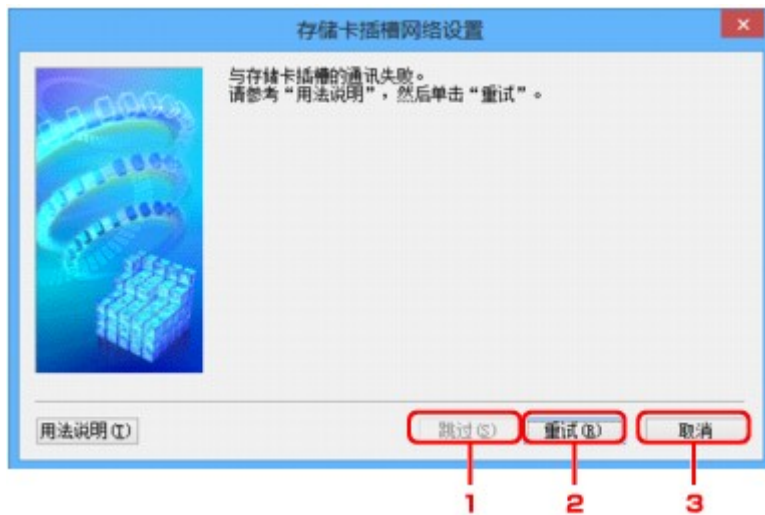 存储卡插槽网络设置
与存储卡插槽的通讯失败。
请参考“用法说明”，然后单击“重试”。
用法说明(T) 跳过(S) 重试(R) 取消
1 2 3